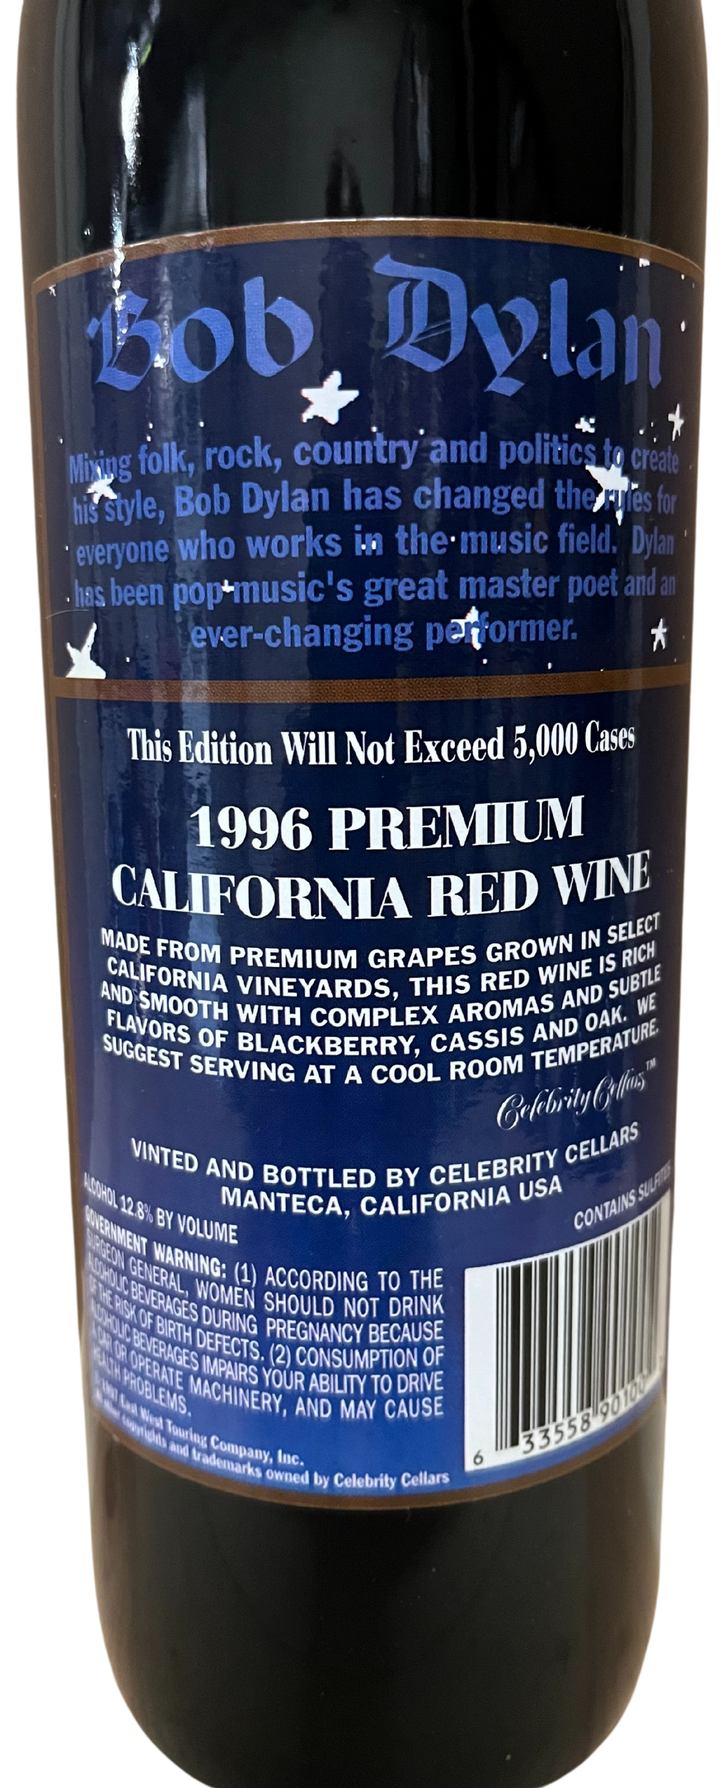 Bob Dylan
Mixing folk, rock, country and politics to create
his style, Bob Dylan has changed the rules for
everyone who works in the music field. Dylan
has been pop music's great master poet and an
ever-changing performer.
This Edition Will Not Exceed 5,000 Cases
1996 PREMIUM
CALIFORNIA RED WINE
MADE FROM PREMIUM GRAPES GROWN IN SELECT
CALIFORNIA VINEYARDS, THIS RED WINE IS RICH
AND SMOOTH WITH COMPLEX AROMAS AND SUBTLE
FLAVORS OF BLACKBERRY, CASSIS AND OAK. WE
SUGGEST SERVING AT A COOL ROOM TEMPERATURE.
Celebrity Cellars™
VINTED AND BOTTLED BY CELEBRITY CELLARS
MANTECA, CALIFORNIA USA
ALCOHOL 12.8% BY VOLUME
CONTAINS SULFITES
GOVERNMENT WARNING: (1) ACCORDING TO THE
SURGEON GENERAL, WOMEN SHOULD NOT DRINK
ALCOHOLIC BEVERAGES DURING PREGNANCY BECAUSE
OF THE RISK OF BIRTH DEFECTS. (2) CONSUMPTION OF
ALCOHOLIC BEVERAGES IMPAIRS YOUR ABILITY TO DRIVE
A CAR OR OPERATE MACHINERY, AND MAY CAUSE
HEALTH PROBLEMS.
1997 East West Touring Company, Inc.
other copyrights and trademarks owned by Celebrity Cellars
6 33558 90100